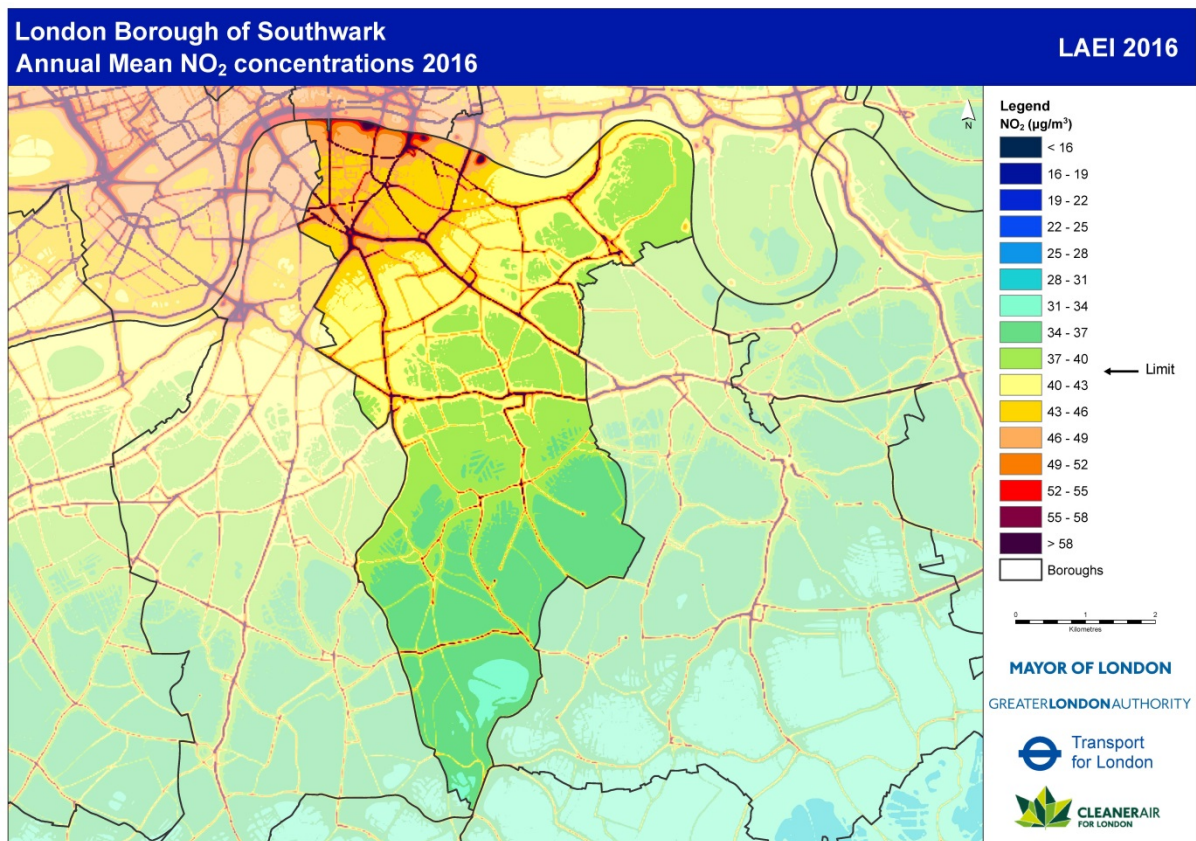 London Borough of Southwark
Annual Mean NO₂ concentrations 2016
LAEI 2016
N
Legend
NO₂ (µg/m³)
< 16
16 - 19
19 - 22
22 - 25
25 - 28
28 - 31
31 - 34
34 - 37
37 - 40
Limit
40 - 43
43 - 46
46 - 49
49 - 52
52 - 55
55 - 58
> 58
Boroughs
0 1 2
Kilometres
MAYOR OF LONDON
GREATERLONDONAUTHORITY
Transport
for London
CLEANERAIR
FOR LONDON